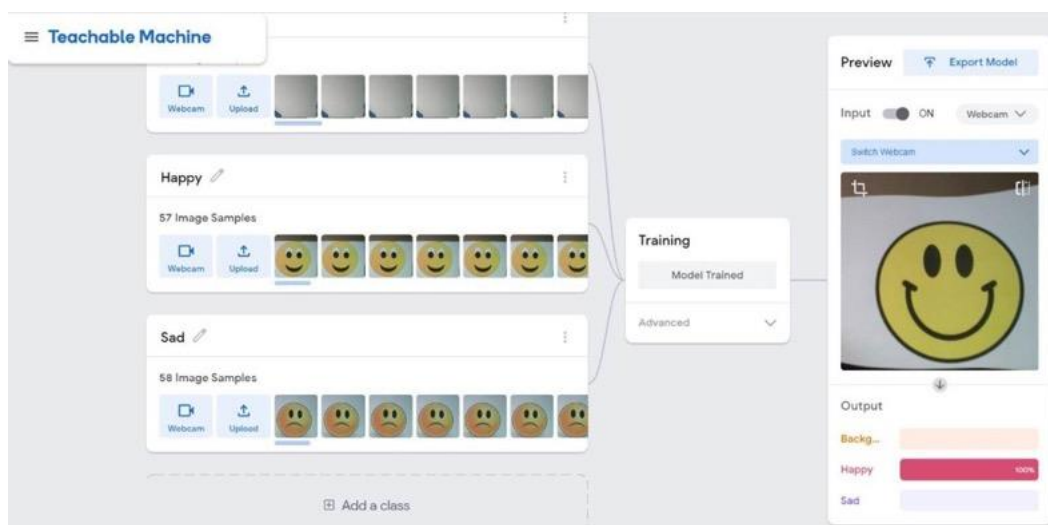 Teachable Machine
Webcam
Upload
Happy
57 Image Samples
Webcam
Upload
Sad
58 Image Samples
Webcam
Upload
Add a class
Training
Model Trained
Advanced
Preview
Export Model
Input ON Webcam
Switch Webcam
Output
Backg...
Happy 100%
Sad